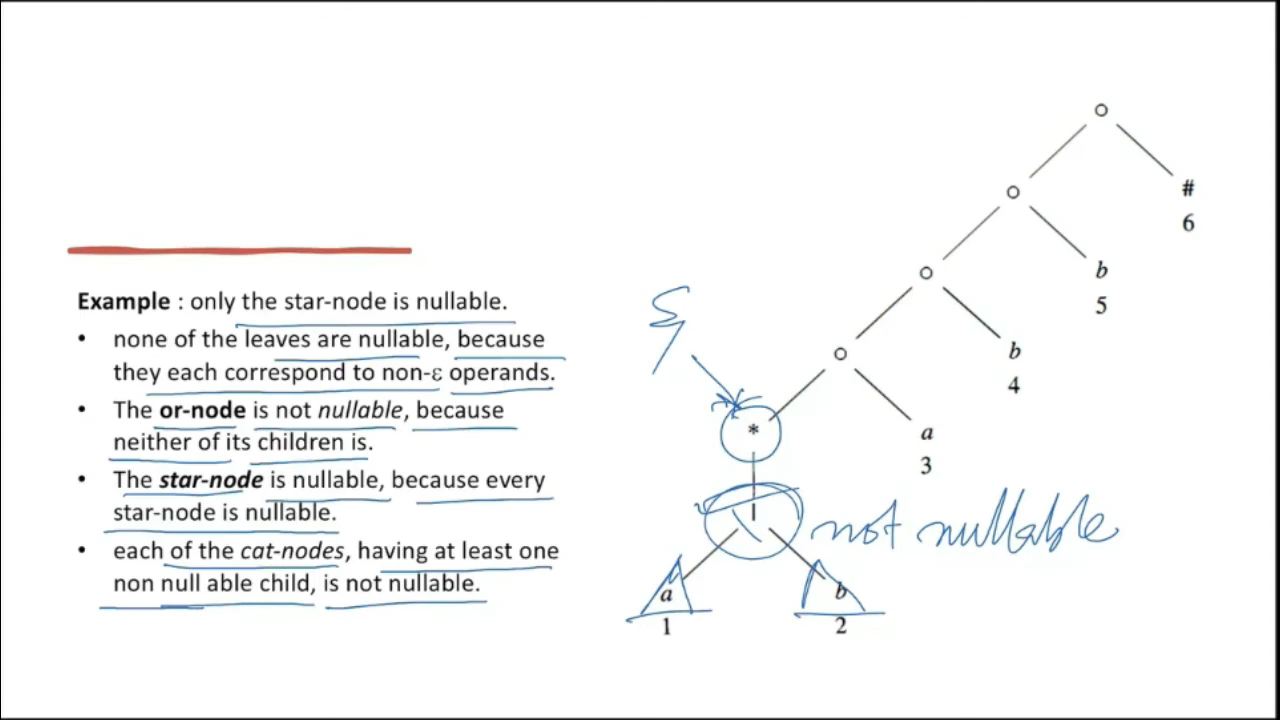 Example : only the star-node is nullable.
• none of the leaves are nullable, because
they each correspond to non-ε operands.
• The or-node is not nullable, because
neither of its children is.
• The star-node is nullable, because every
star-node is nullable.
• each of the cat-nodes, having at least one
non null able child, is not nullable.
#
6
b
5
b
4
*
a
3
not nullable
a
1
b
2